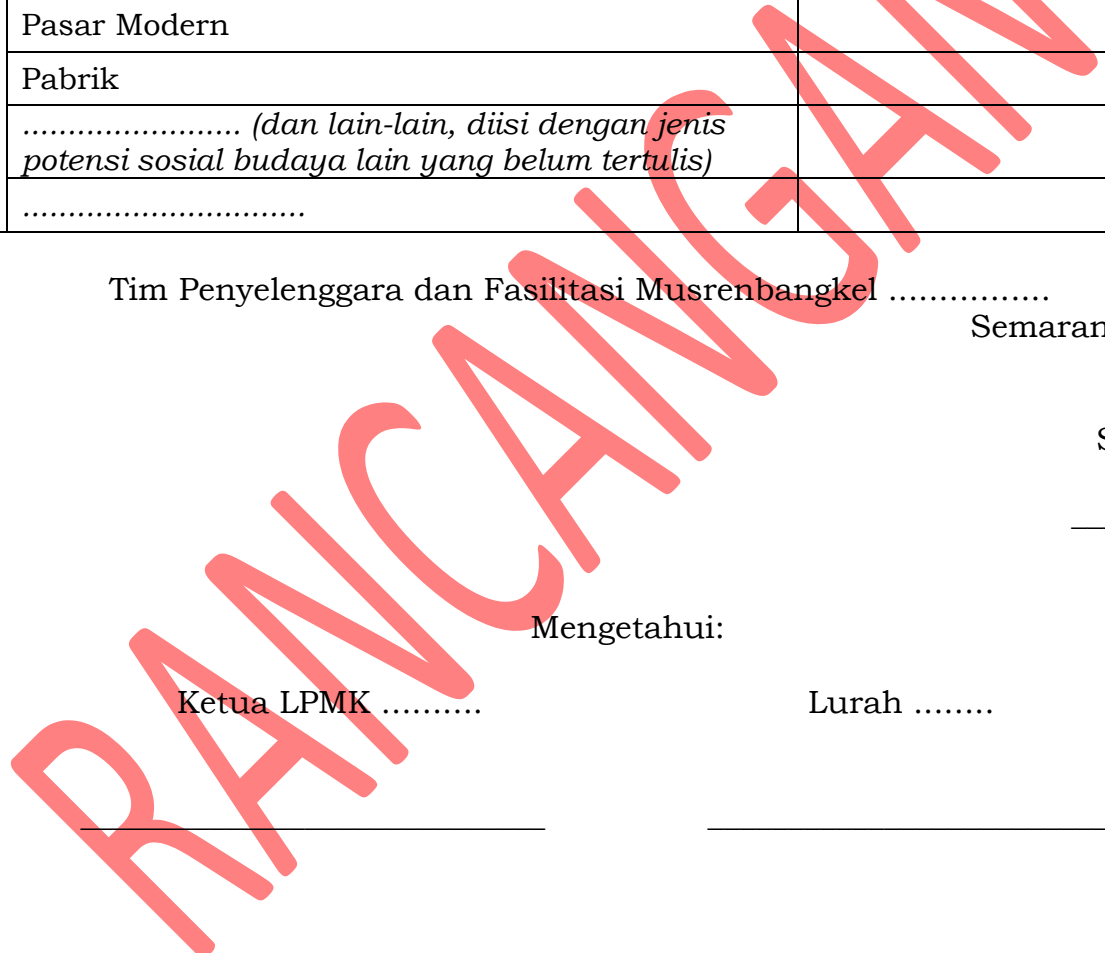 Pasar Modern
Pabrik
........................ (dan lain-lain, diisi dengan jenis
potensi sosial budaya lain yang belum tertulis)
..............................
Tim Penyelenggara dan Fasilitasi Musrenbangkel ................
Semaran
S
Mengetahui:
Ketua LPMK ..........
Lurah ........
RANCANGAN